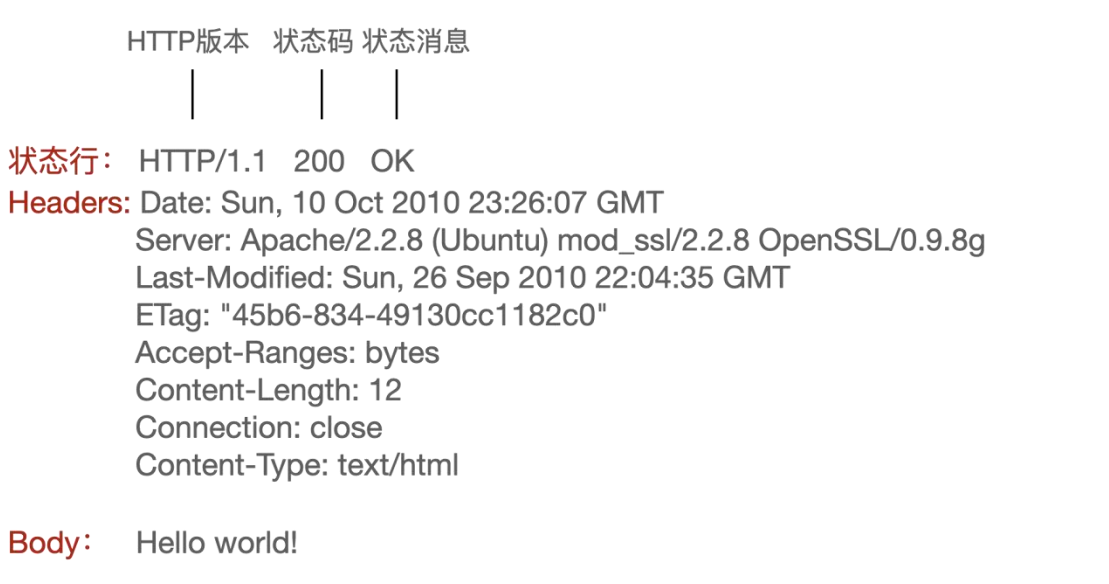 HTTP版本 状态码 状态消息
状态行： HTTP/1.1 200 OK
Headers: Date: Sun, 10 Oct 2010 23:26:07 GMT
Server: Apache/2.2.8 (Ubuntu) mod_ssl/2.2.8 OpenSSL/0.9.8g
Last-Modified: Sun, 26 Sep 2010 22:04:35 GMT
ETag: "45b6-834-49130cc1182c0"
Accept-Ranges: bytes
Content-Length: 12
Connection: close
Content-Type: text/html
Body： Hello world!